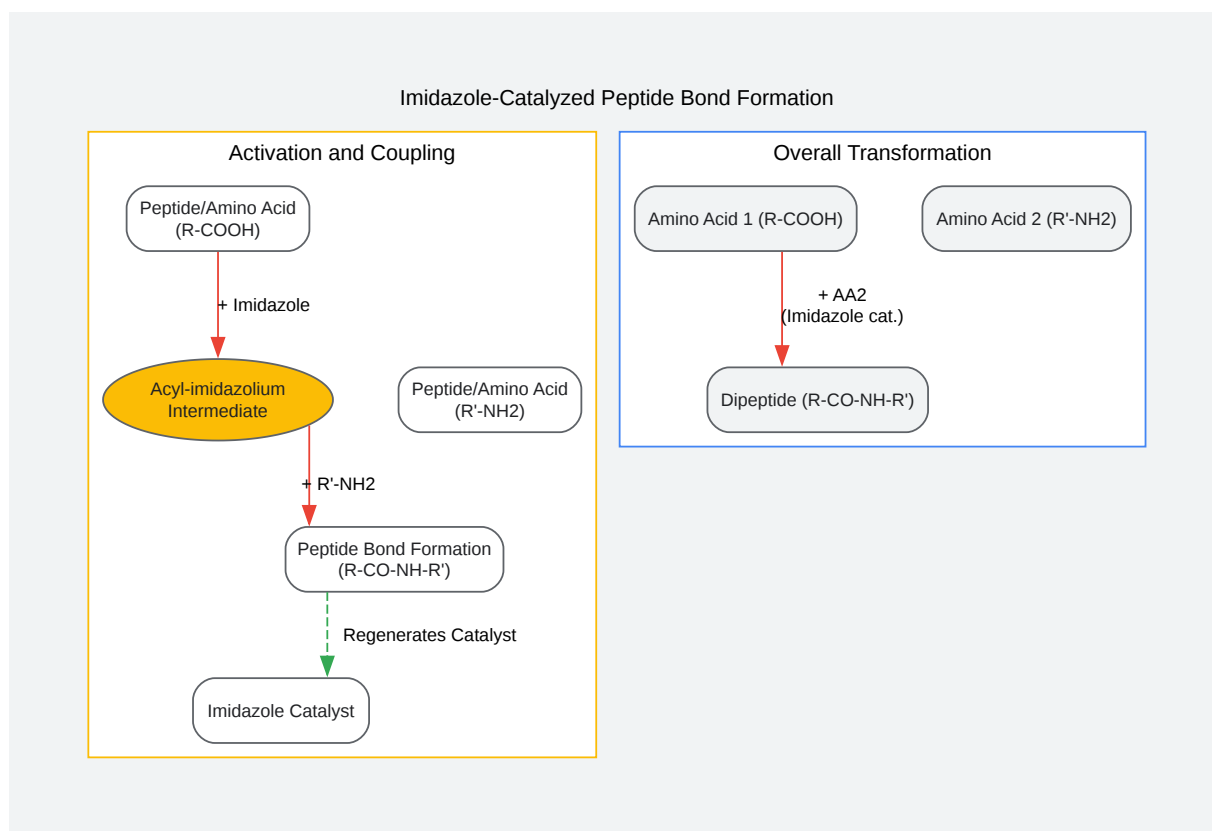 Imidazole-Catalyzed Peptide Bond Formation
Activation and Coupling
Peptide/Amino Acid
(R-COOH)
+ Imidazole
Acyl-imidazolium
Intermediate
Peptide/Amino Acid
(R'-NH2)
+ R'-NH2
Peptide Bond Formation
(R-CO-NH-R')
Regenerates Catalyst
Imidazole Catalyst
Overall Transformation
Amino Acid 1 (R-COOH)
Amino Acid 2 (R'-NH2)
+ AA2
(Imidazole cat.)
Dipeptide (R-CO-NH-R')